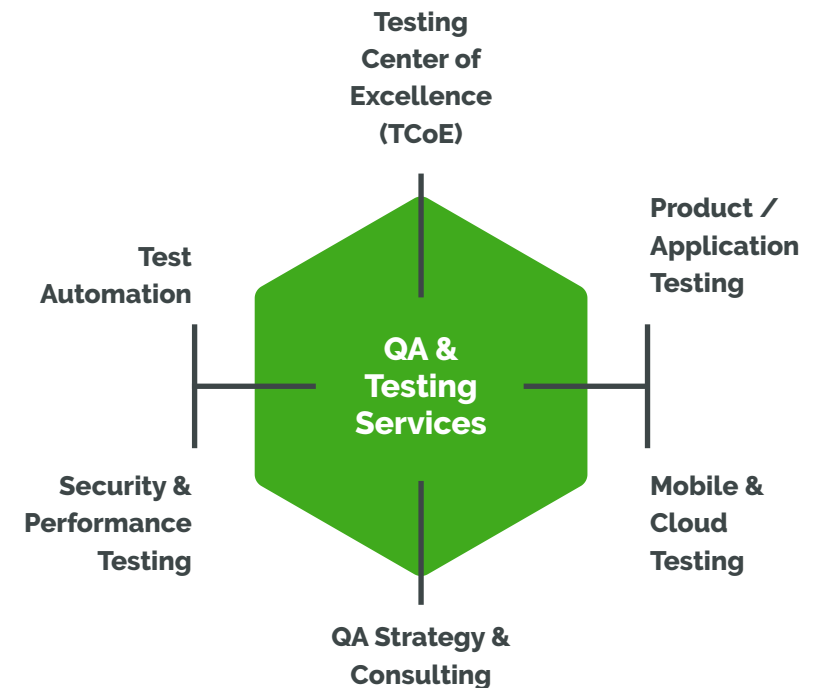 Testing
Center of
Excellence
(TCoE)
Product /
Application
Testing
Test
Automation
QA &
Testing
Services
Security &
Performance
Testing
Mobile &
Cloud
Testing
QA Strategy &
Consulting